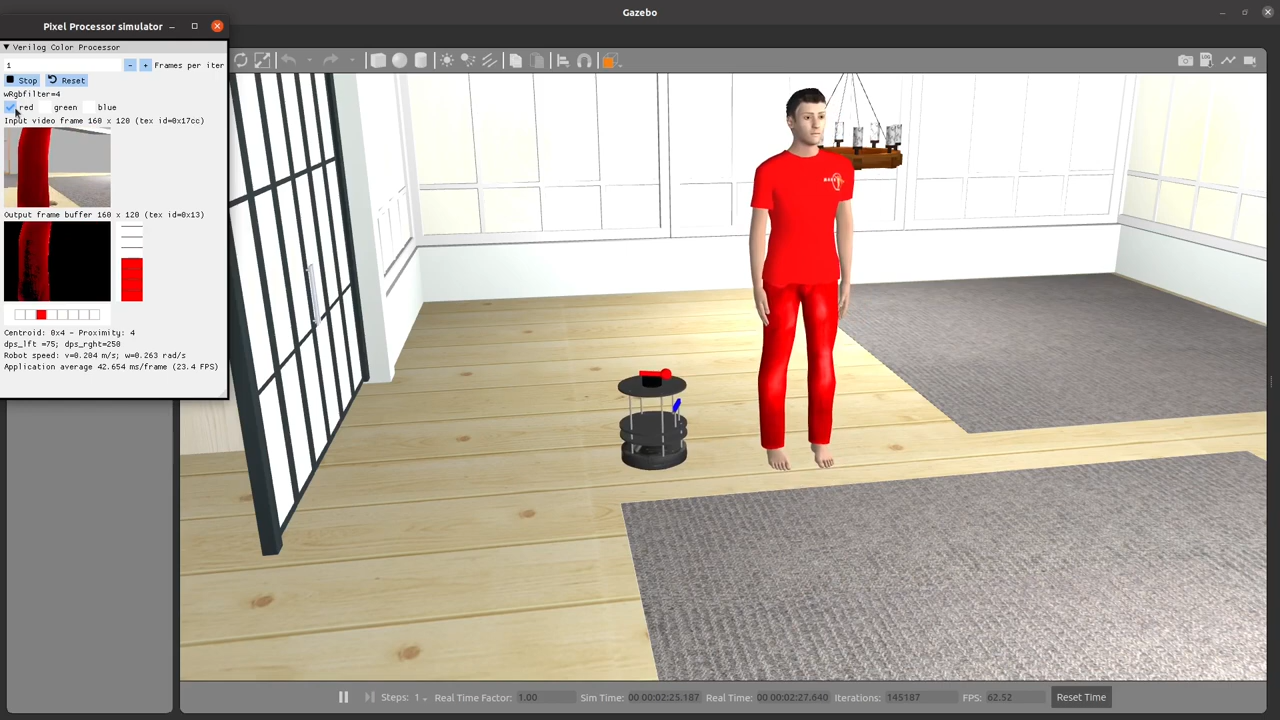 Gazebo
Pixel Processor simulator
Verilog Color Processor
1 Frames per iter
Stop Reset
wRgbfilter=4
red green blue
Input video frame 160 x 120 (tex id=0x17cc)
Output frame buffer 160 x 120 (tex id=0x13)
Centroid: 0x4 - Proximity: 4
dps_lft =75; dps_rght=250
Robot speed: v=0.284 m/s; w=0.263 rad/s
Application average 42.654 ms/frame (23.4 FPS)
Steps: 1 Real Time Factor: 1.00 Sim Time: 00 00:02:25.187 Real Time: 00 00:02:27.640 Iterations: 145187 FPS: 62.52 Reset Time